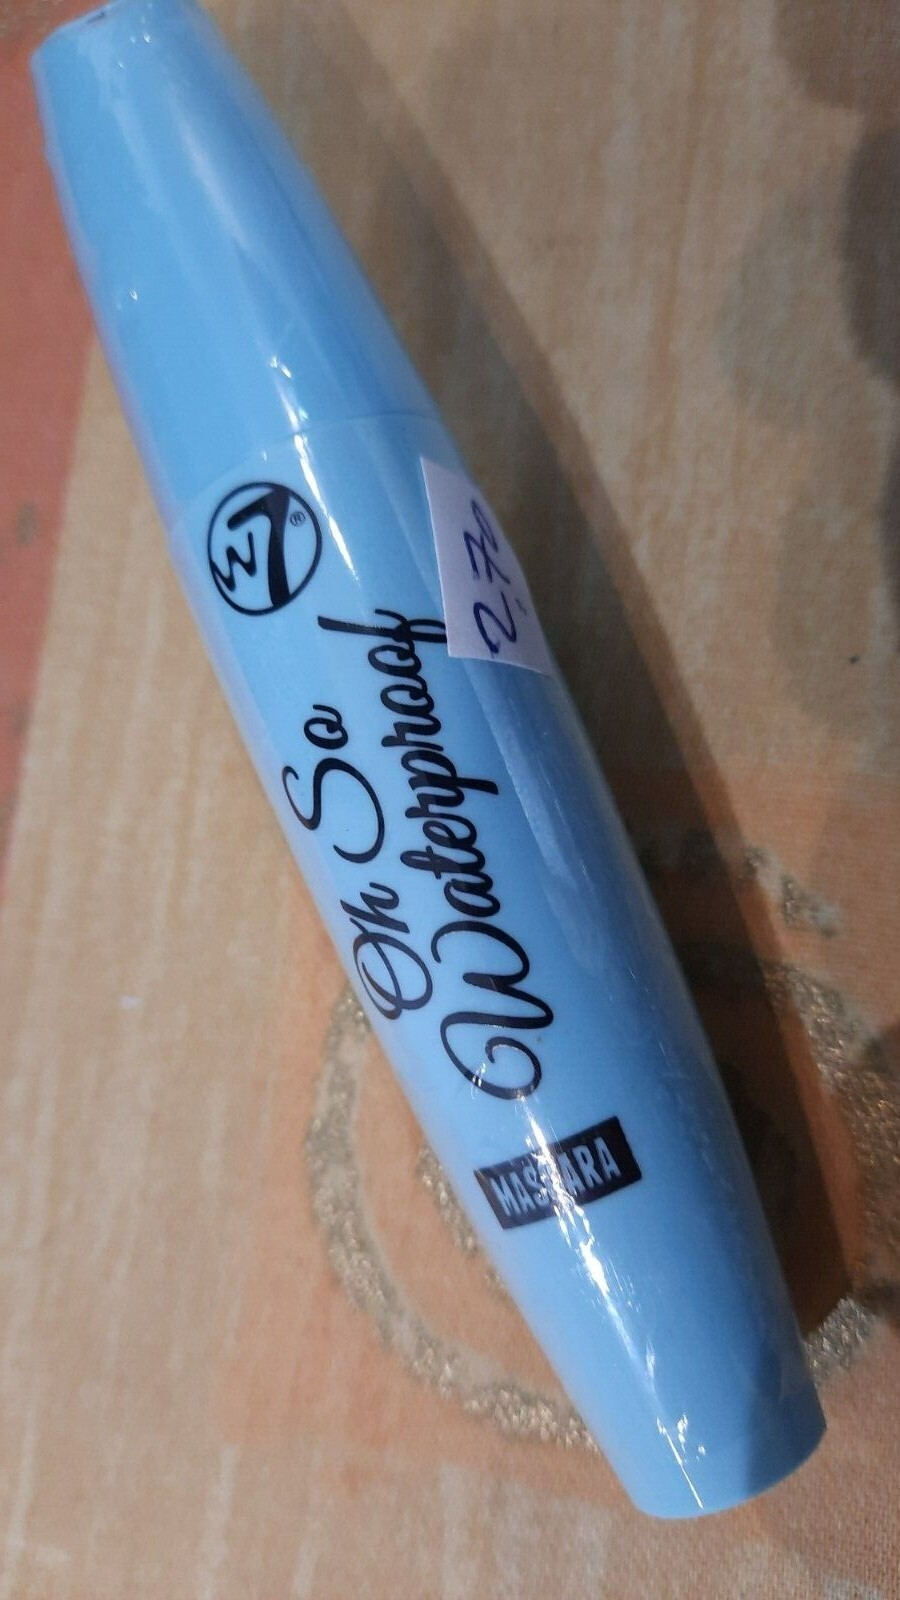 W7®
2.70
Oh So
Waterproof
MASCARA